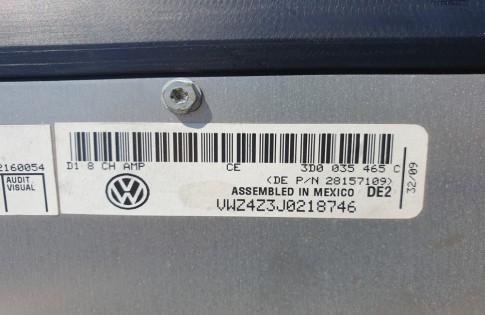 2160054
AUDIT
VISUAL
D1 8 CH AMP CE 3D0 035 465 C
(DE P/N 28157109)
ASSEMBLED IN MEXICO DE2
VWZ4Z3J0218746
32/09